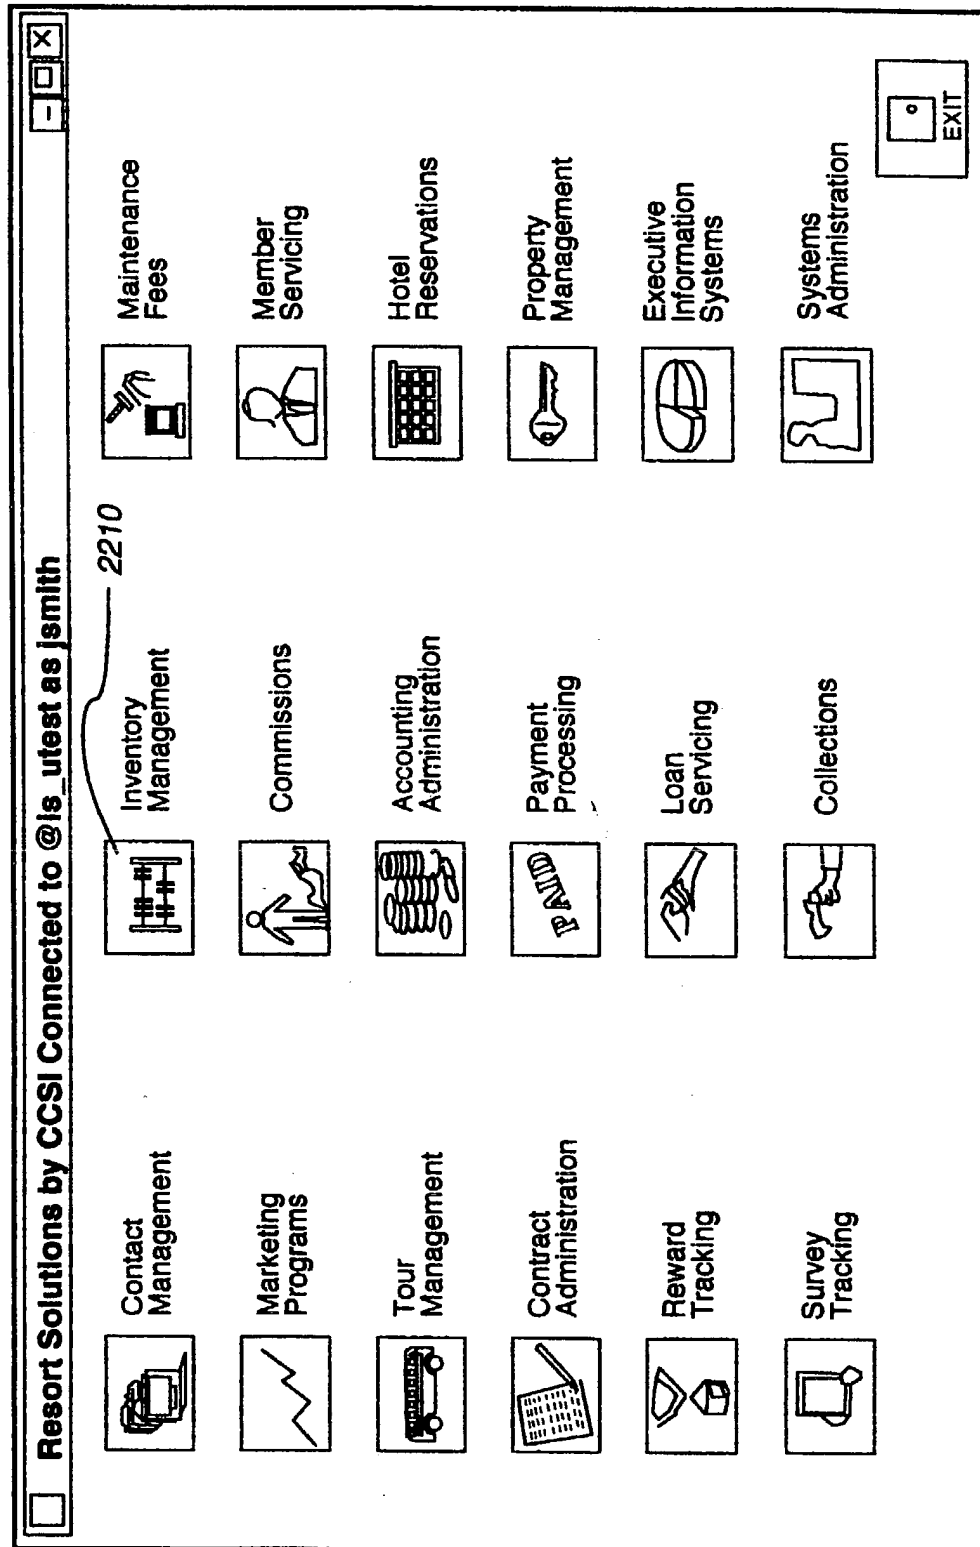 Resort Solutions by CCSI Connected to @ls_utest as jsmith
2210
Contact
Management
Marketing
Programs
Tour
Management
Contract
Administration
Reward
Tracking
Survey
Tracking
Inventory
Management
Commissions
Accounting
Administration
PAID
Payment
Processing
Loan
Servicing
Collections
Maintenance
Fees
Member
Servicing
Hotel
Reservations
Property
Management
Executive
Information
Systems
Systems
Administration
EXIT